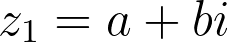 z₁ = a + bi